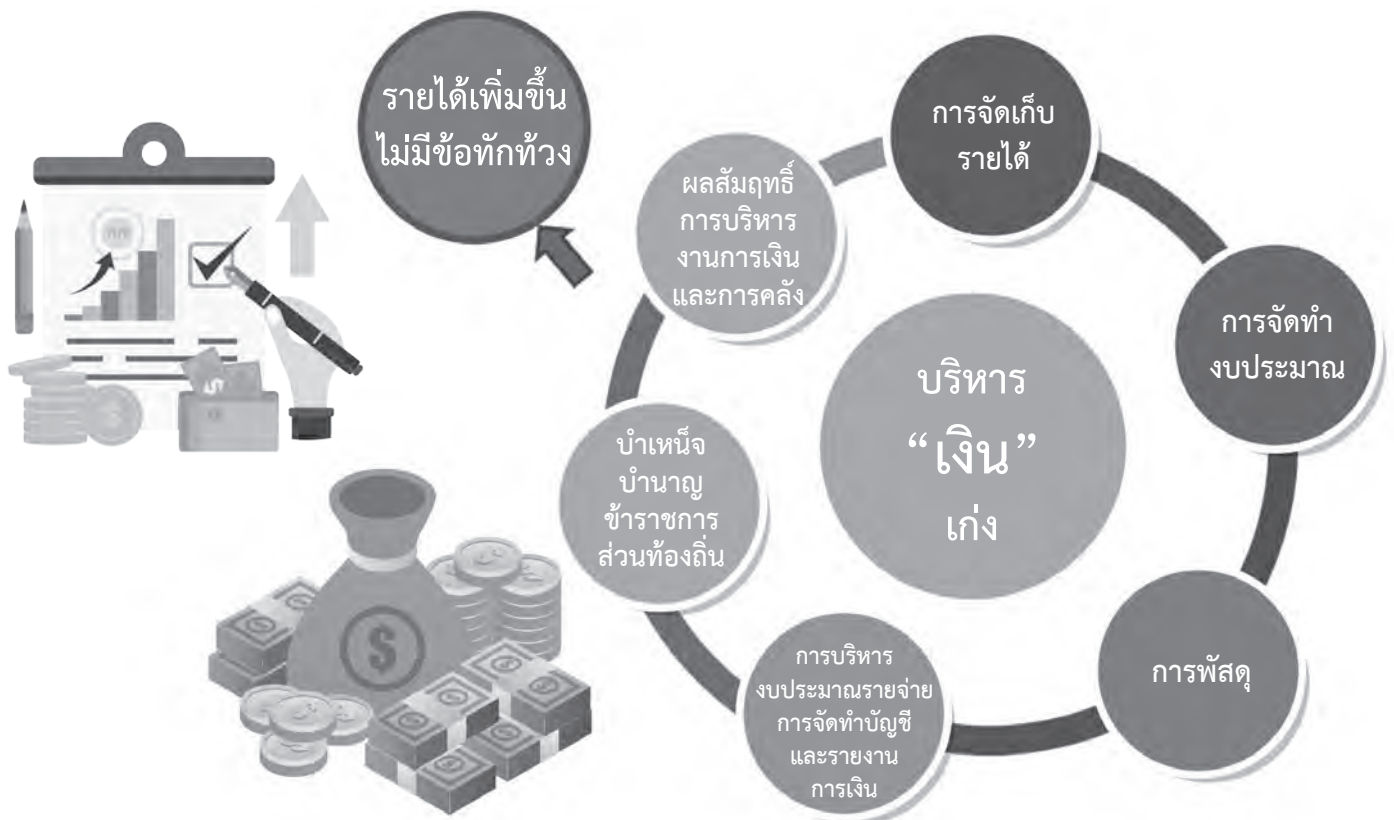 รายได้เพิ่มขึ้น
ไม่มีข้อทักท้วง
การจัดเก็บ
รายได้
การจัดทำ
งบประมาณ
การพัสดุ
การบริหาร
งบประมาณรายจ่าย
การจัดทำบัญชี
และรายงาน
การเงิน
บำเหน็จ
บำนาญ
ข้าราชการ
ส่วนท้องถิ่น
ผลสัมฤทธิ์
การบริหาร
งานการเงิน
และการคลัง
บริหาร
“เงิน”
เก่ง
$